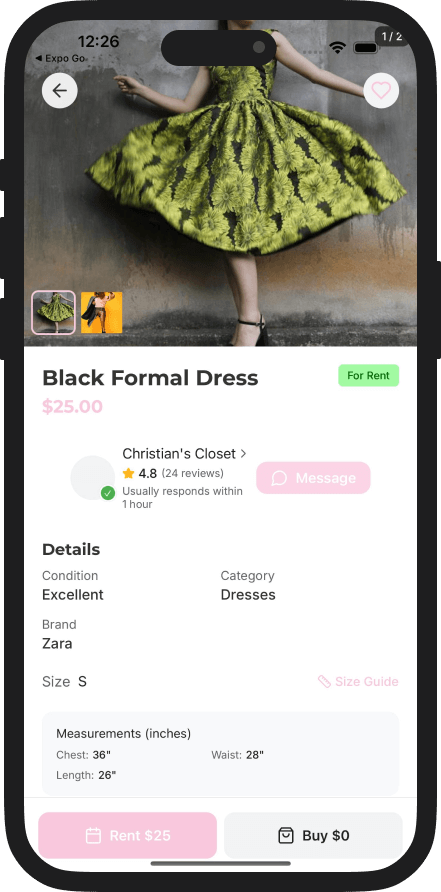 12:26
1 / 2
◀ Expo Go
Black Formal Dress
For Rent
$25.00
Christian's Closet >
4.8 (24 reviews)
Usually responds within
1 hour
Message
Details
Condition
Category
Excellent
Dresses
Brand
Zara
Size S
Size Guide
Measurements (inches)
Chest: 36"
Waist: 28"
Length: 26"
Rent $25
Buy $0